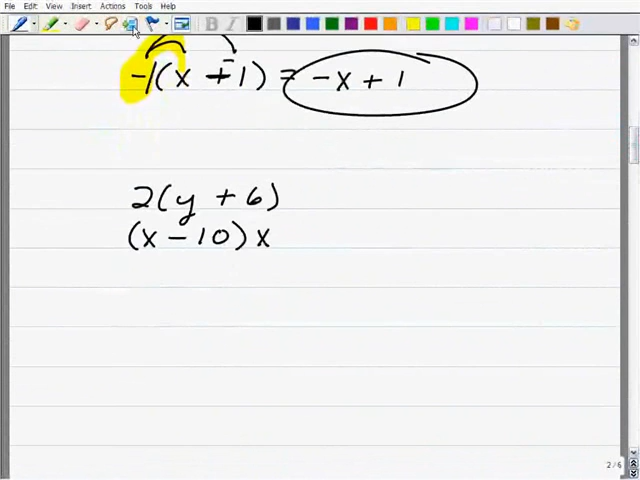 File Edit View Insert Actions Tools Help
-1(x + -1) = -x + 1
2(y + 6)
(x - 10)x
2/6